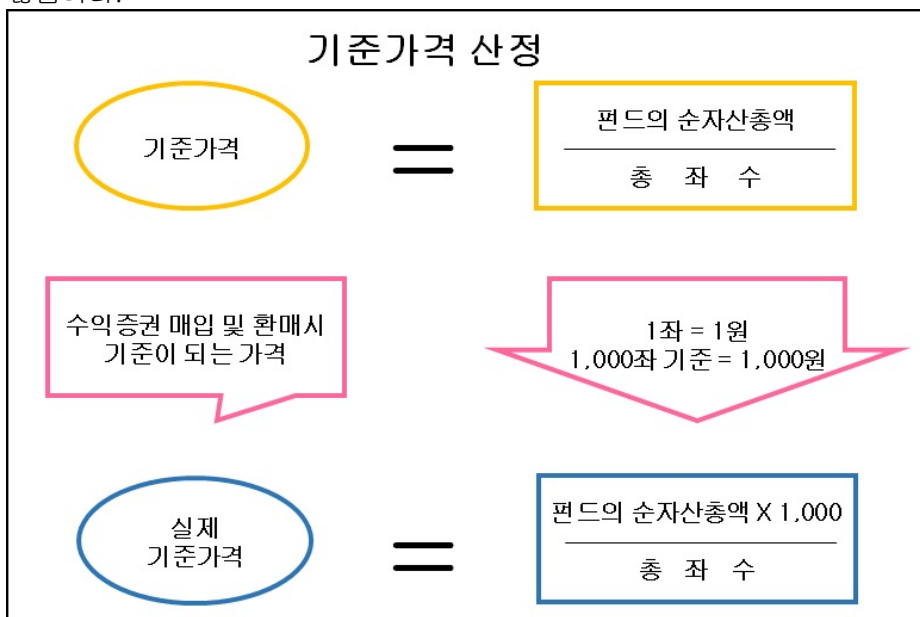 기준가격 산정
기준가격
=
펀드의 순자산총액
총 좌 수
수익증권 매입 및 환매시
기준이 되는 가격
1좌 = 1원
1,000좌 기준 = 1,000원
실제
기준가격
=
펀드의 순자산총액 X 1,000
총 좌 수